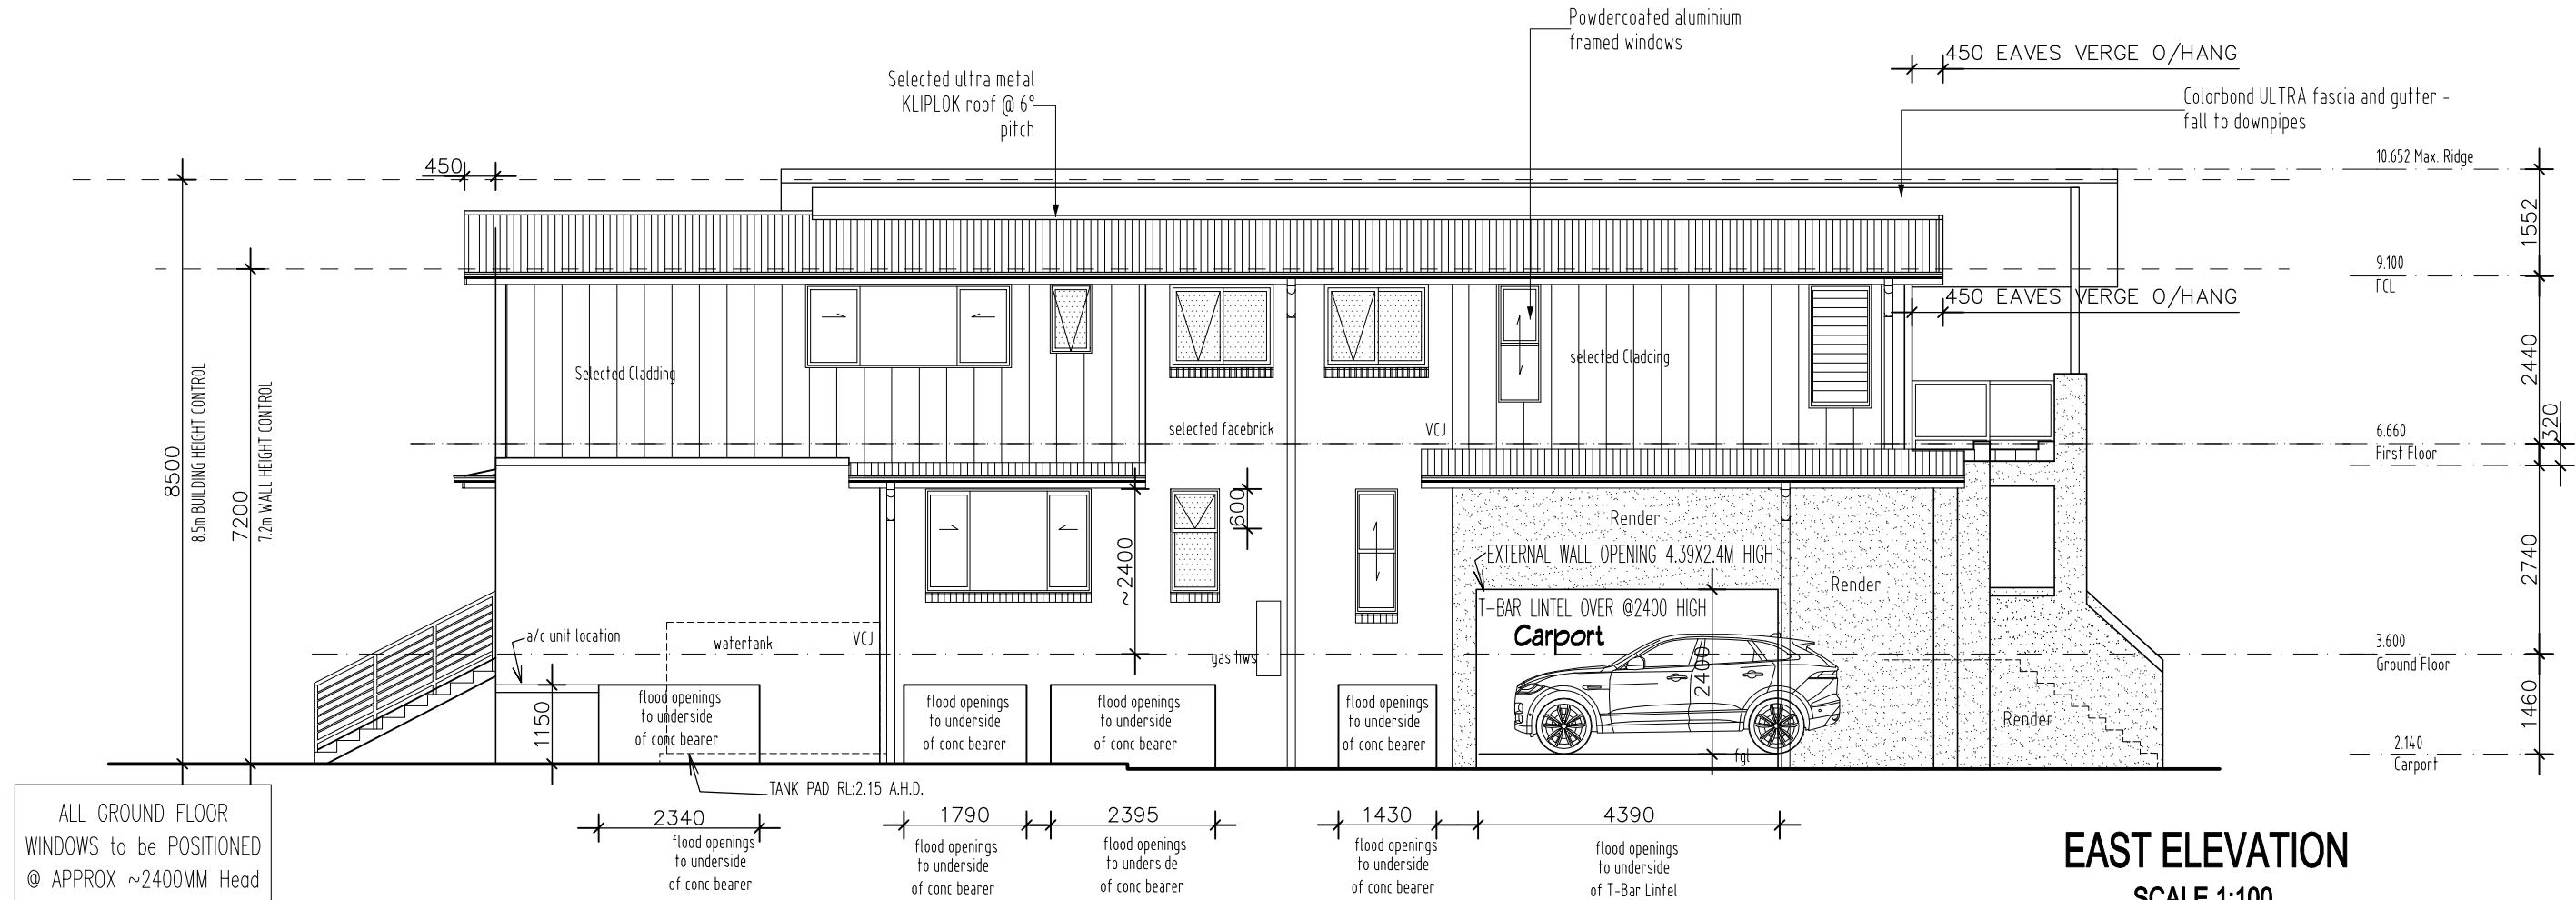 Powdercoated aluminium
framed windows
450 EAVES VERGE O/HANG
Selected ultra metal
KLIPLOK roof @ 6°
pitch
Colorbond ULTRA fascia and gutter -
fall to downpipes
10.652 Max. Ridge
450
1552
9.100
FCL
450 EAVES VERGE O/HANG
8500
8.5m BUILDING HEIGHT CONTROL
7200
7.2m WALL HEIGHT CONTROL
Selected Cladding
selected Cladding
2440
320
selected facebrick
VCJ
6.660
First Floor
600
~2400
Render
EXTERNAL WALL OPENING 4.39X2.4M HIGH
Render
2740
T-BAR LINTEL OVER @2400 HIGH
Carport
a/c unit location
watertank
VCJ
gas hws
2400
3.600
Ground Floor
1150
flood openings
to underside
of conc bearer
flood openings
to underside
of conc bearer
flood openings
to underside
of conc bearer
flood openings
to underside
of conc bearer
fgl
Render
1460
2.140
Carport
TANK PAD RL:2.15 A.H.D.
ALL GROUND FLOOR
WINDOWS to be POSITIONED
@ APPROX ~2400MM Head
2340
flood openings
to underside
of conc bearer
1790
flood openings
to underside
of conc bearer
2395
flood openings
to underside
of conc bearer
1430
flood openings
to underside
of conc bearer
4390
flood openings
to underside
of T-Bar Lintel
EAST ELEVATION
SCALE 1:100